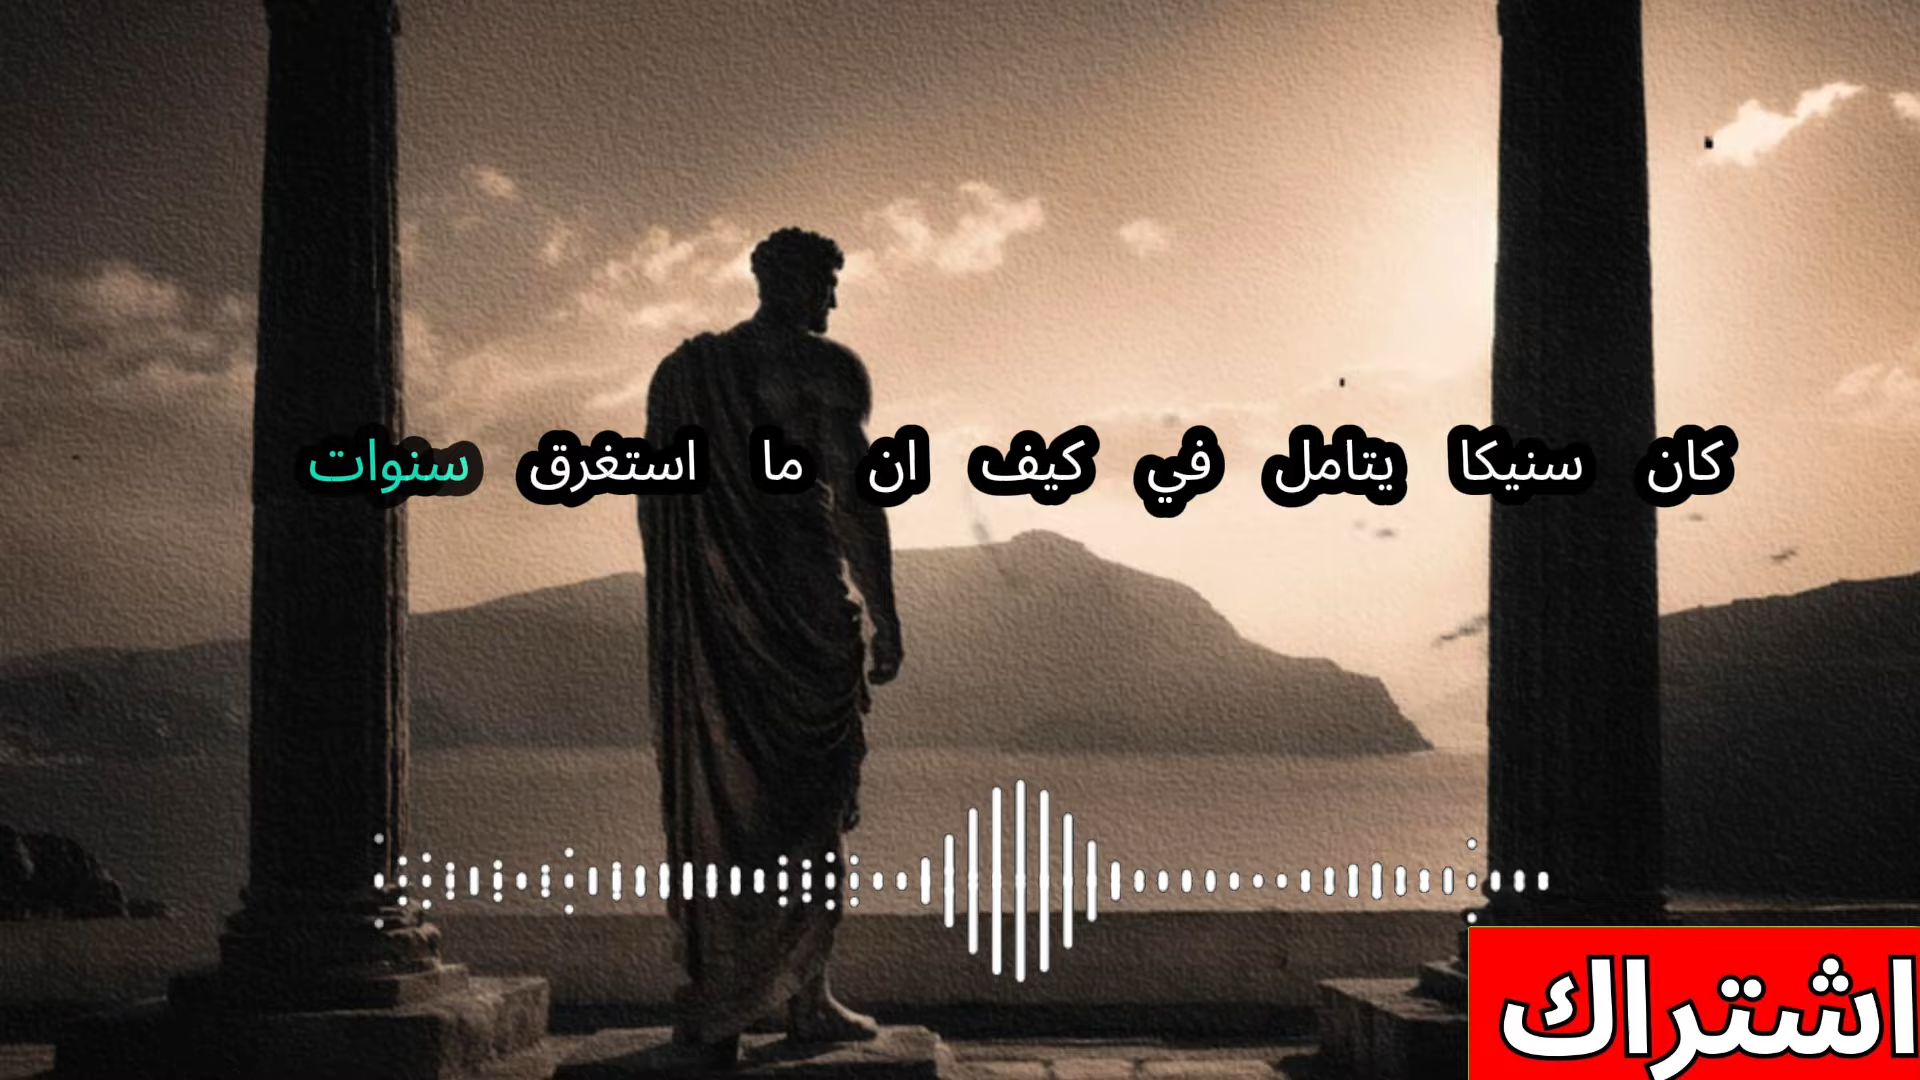 كان سنيكا يتامل في كيف ان ما استغرق سنوات
اشتراك